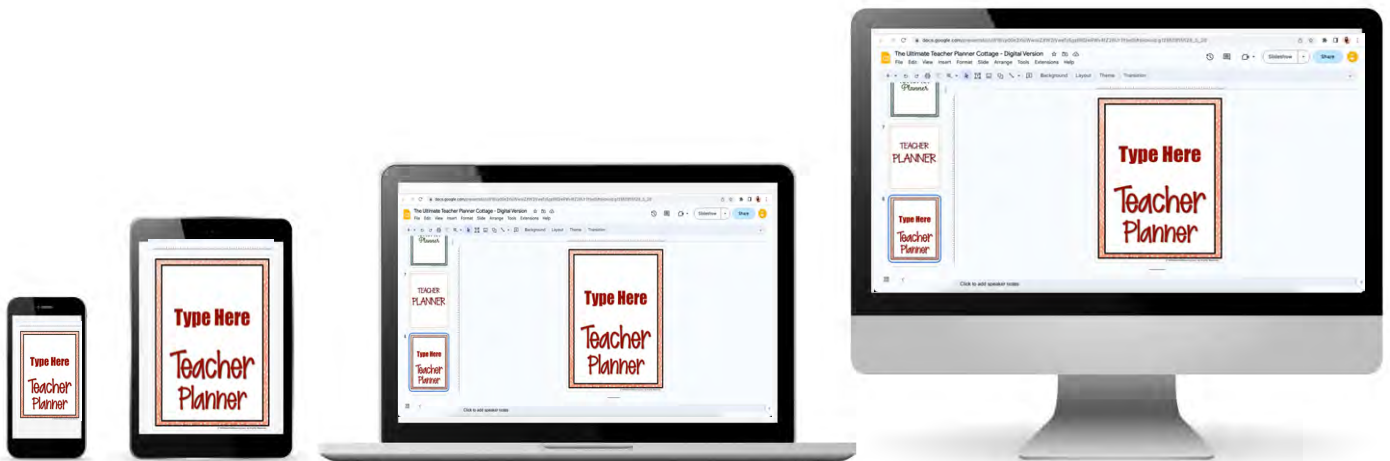 Type Here
Teacher
Planner
Type Here
Teacher
Planner
The Ultimate Teacher Planner Cottage - Digital Version
File Edit View Insert Format Slide Arrange Tools Extensions Help
Slideshow
Share
Background Layout Theme Transition
Planner
TEACHER
PLANNER
Type Here
Teacher
Planner
Type Here
Teacher
Planner
Click to add speaker notes
The Ultimate Teacher Planner Cottage - Digital Version
File Edit View Insert Format Slide Arrange Tools Extensions Help
Slideshow
Share
Background Layout Theme Transition
Planner
TEACHER
PLANNER
Type Here
Teacher
Planner
Type Here
Teacher
Planner
Click to add speaker notes